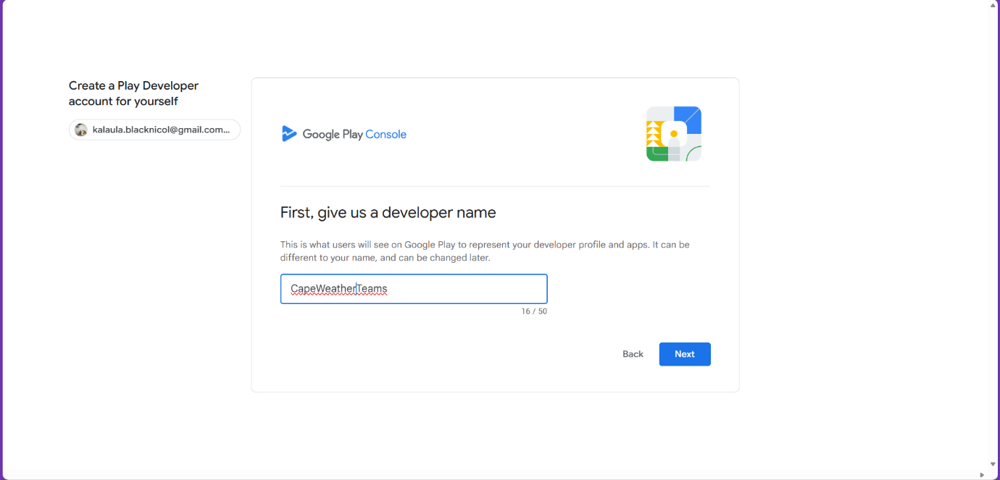 Create a Play Developer
account for yourself
kalaula.blacknicol@gmail.com...
Google Play Console
First, give us a developer name
This is what users will see on Google Play to represent your developer profile and apps. It can be
different to your name, and can be changed later.
CapeWeatherTeams
16 / 50
Back
Next